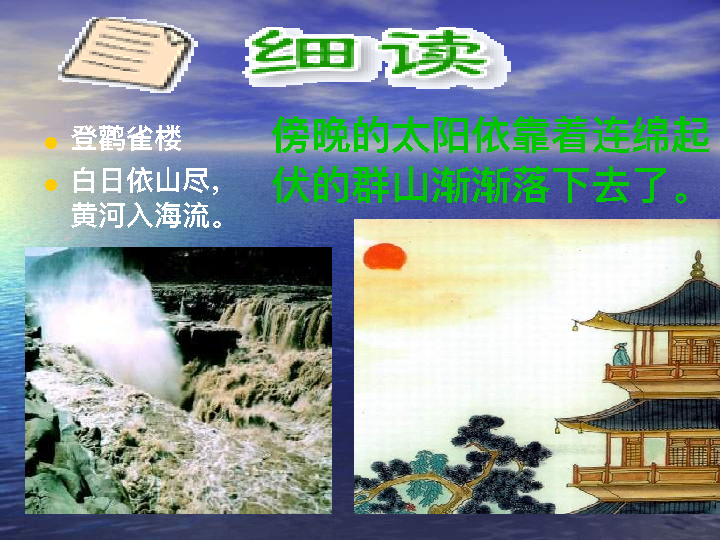 细读
登鹳雀楼
白日依山尽，
黄河入海流。
傍晚的太阳依靠着连绵起
伏的群山渐渐落下去了。